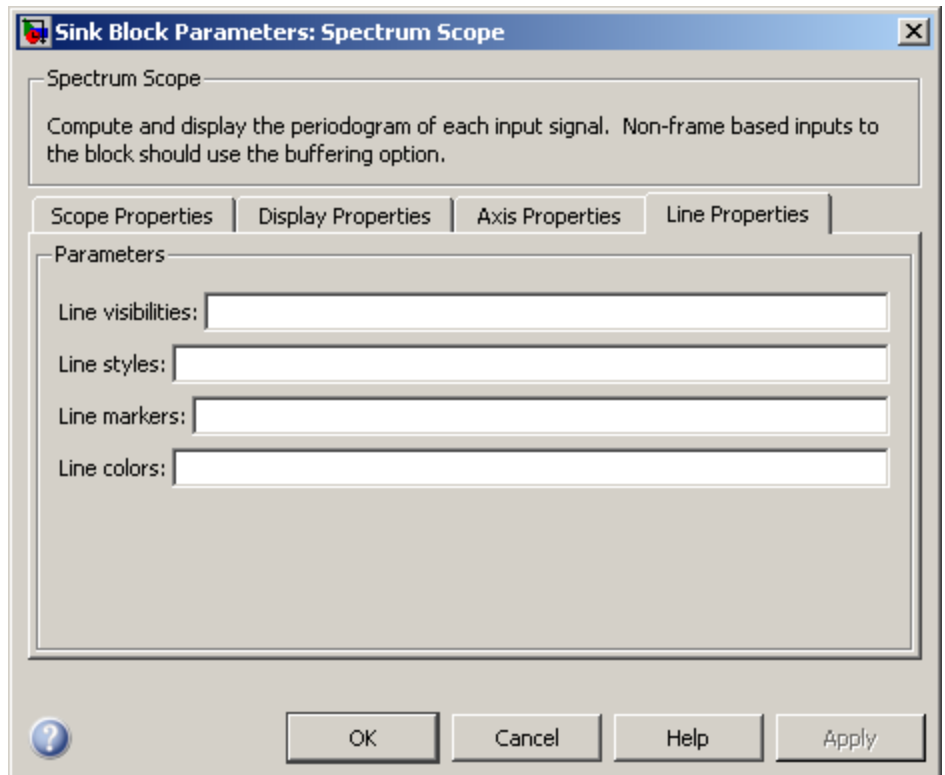 Sink Block Parameters: Spectrum Scope
Spectrum Scope
Compute and display the periodogram of each input signal. Non-frame based inputs to
the block should use the buffering option.
Scope Properties
Display Properties
Axis Properties
Line Properties
Parameters
Line visibilities:
Line styles:
Line markers:
Line colors:
?
OK
Cancel
Help
Apply